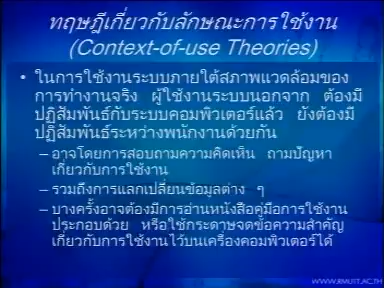 ทฤษฎีเกี่ยวกับลักษณะการใช้งาน
(Context-of-use Theories)
• ในการใช้งานระบบภายใต้สภาพแวดล้อมของ
การทำงานจริง ผู้ใช้งานระบบนอกจาก ต้องมี
ปฏิสัมพันธ์กับระบบคอมพิวเตอร์แล้ว ยังต้องมี
ปฏิสัมพันธ์ระหว่างพนักงานด้วยกัน
– อาจโดยการสอบถามความคิดเห็น ถามปัญหา
เกี่ยวกับการใช้งาน
– รวมถึงการแลกเปลี่ยนข้อมูลต่าง ๆ
– บางครั้งอาจต้องมีการอ่านหนังสือคู่มือการใช้งาน
ประกอบด้วย หรือใช้กระดาษจดข้อความสำคัญ
เกี่ยวกับการใช้งานไว้บนเครื่องคอมพิวเตอร์ได้
WWW.RMUTT.AC.TH